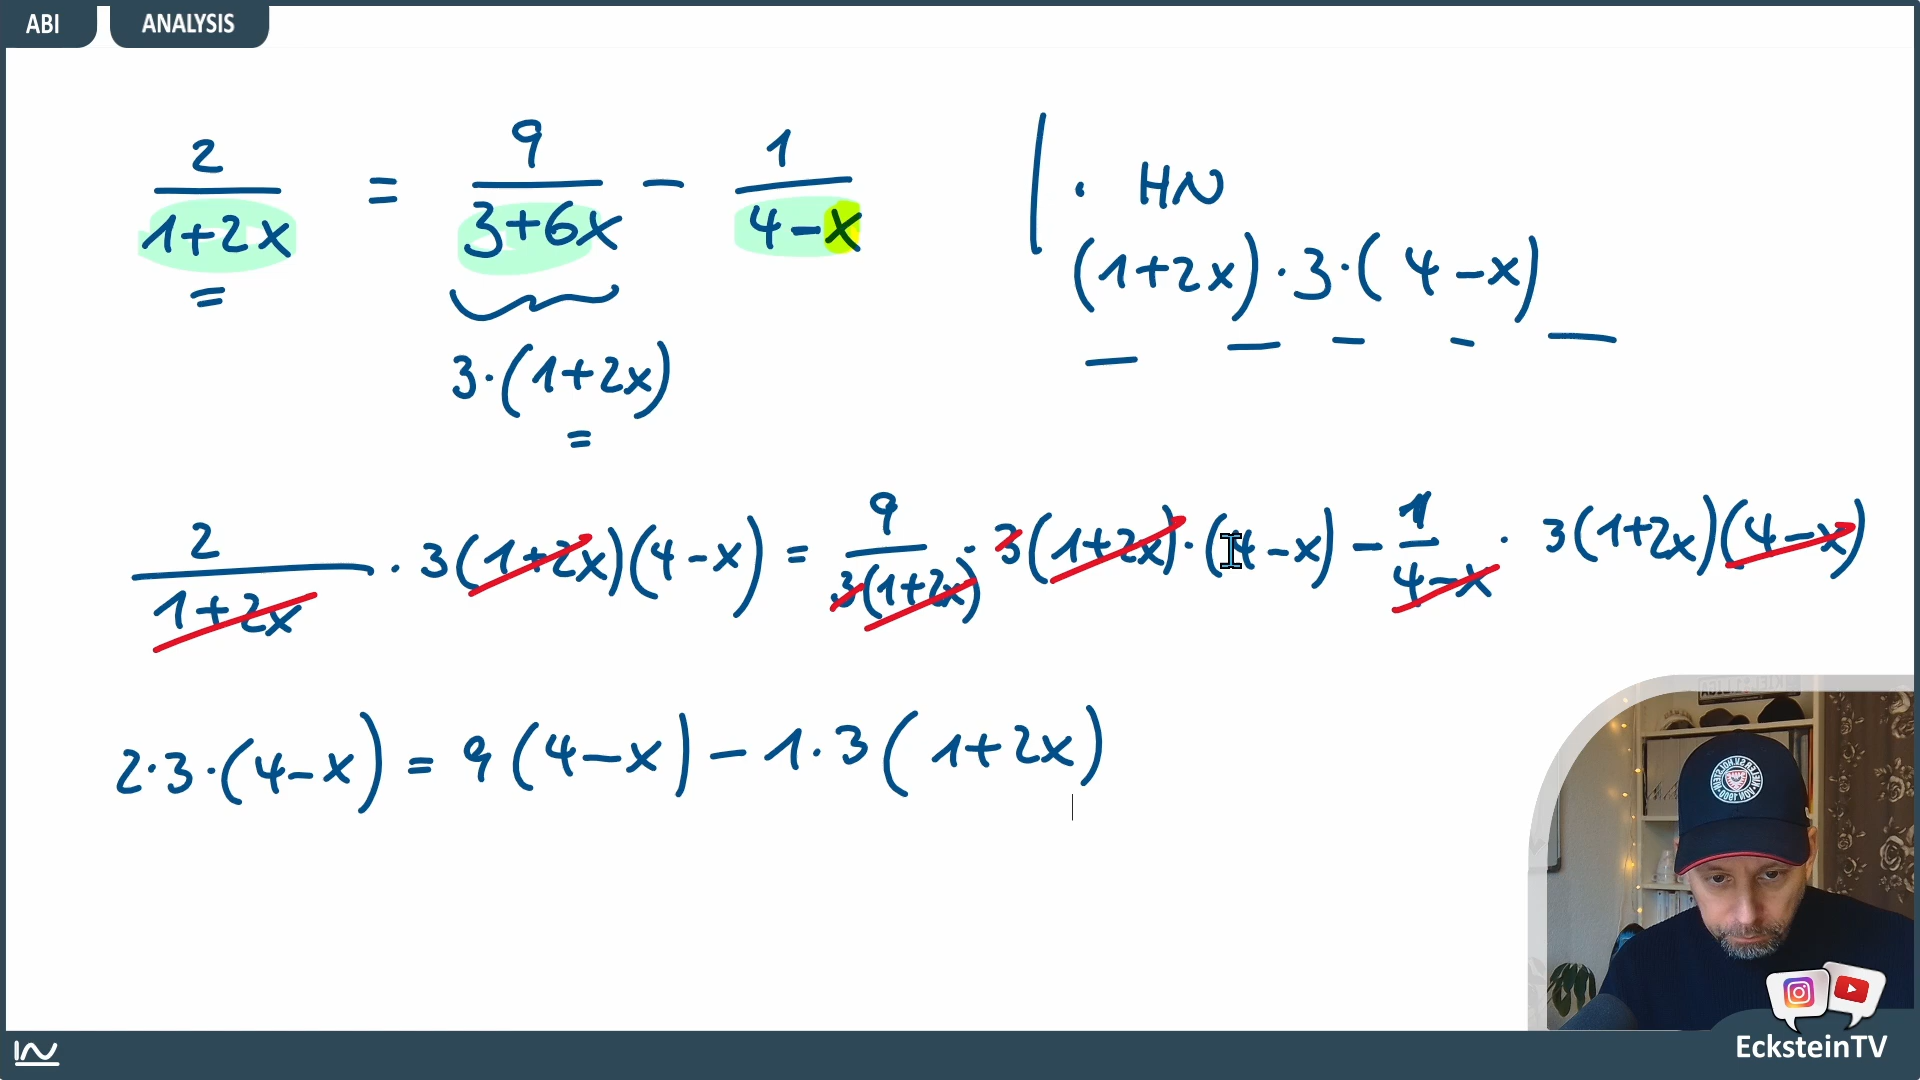 ABI
ANALYSIS
2/(1+2x) = 9/(3+6x) − 1/(4−x) | · HN
(1+2x)·3·(4−x)
3·(1+2x)
2/(1+2x) · 3(1+2x)(4−x) = 9/(3(1+2x)) · 3(1+2x)·(4−x) − 1/(4−x) · 3(1+2x)(4−x)
2·3·(4−x) = 9(4−x) − 1·3(1+2x)
EcksteinTV